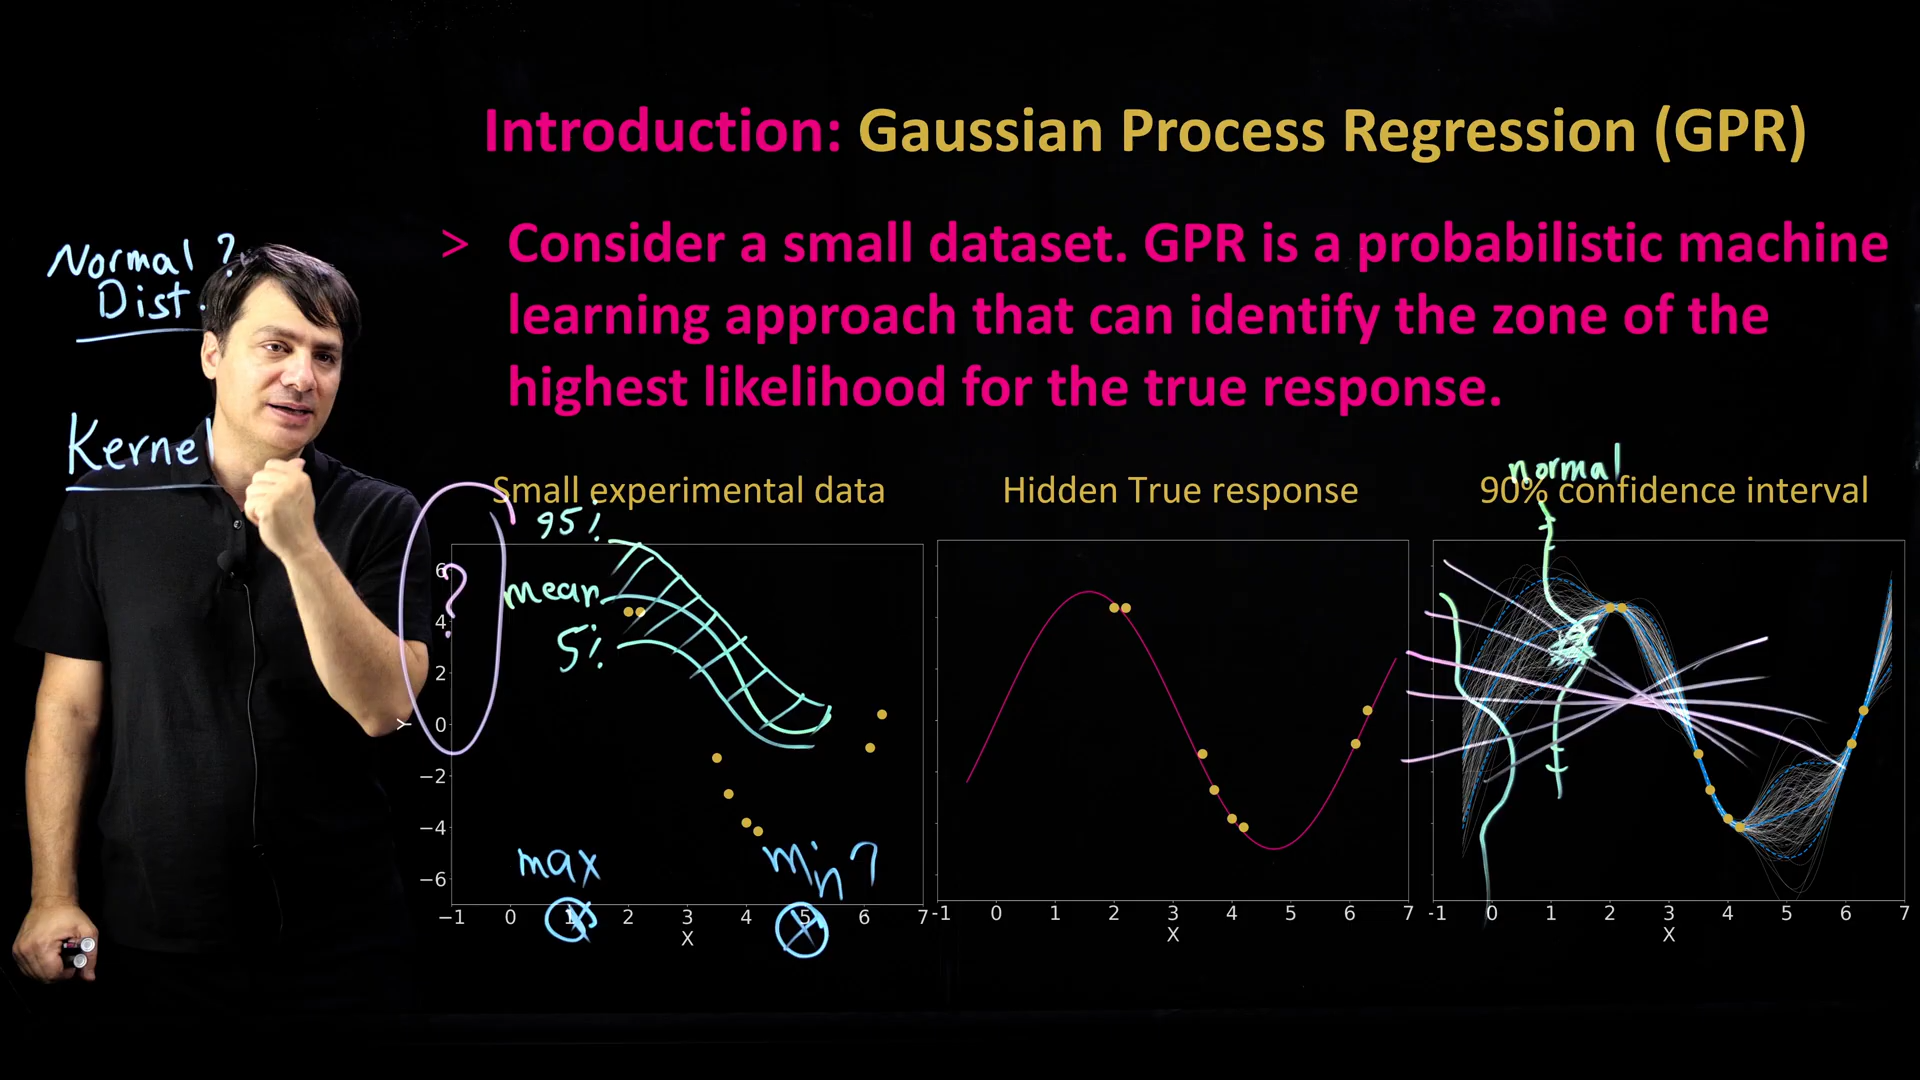 Introduction: Gaussian Process Regression (GPR)
> Consider a small dataset. GPR is a probabilistic machine
learning approach that can identify the zone of the
highest likelihood for the true response.
Normal ?
Dist.
Kernel
Small experimental data
95%
mean
5%
?
max
min?
6
4
2
0
−2
−4
−6
Y
−1 0 1 2 3 4 5 6 7
X
Hidden True response
-1 0 1 2 3 4 5 6 7
X
normal
90% confidence interval
-1 0 1 2 3 4 5 6 7
X